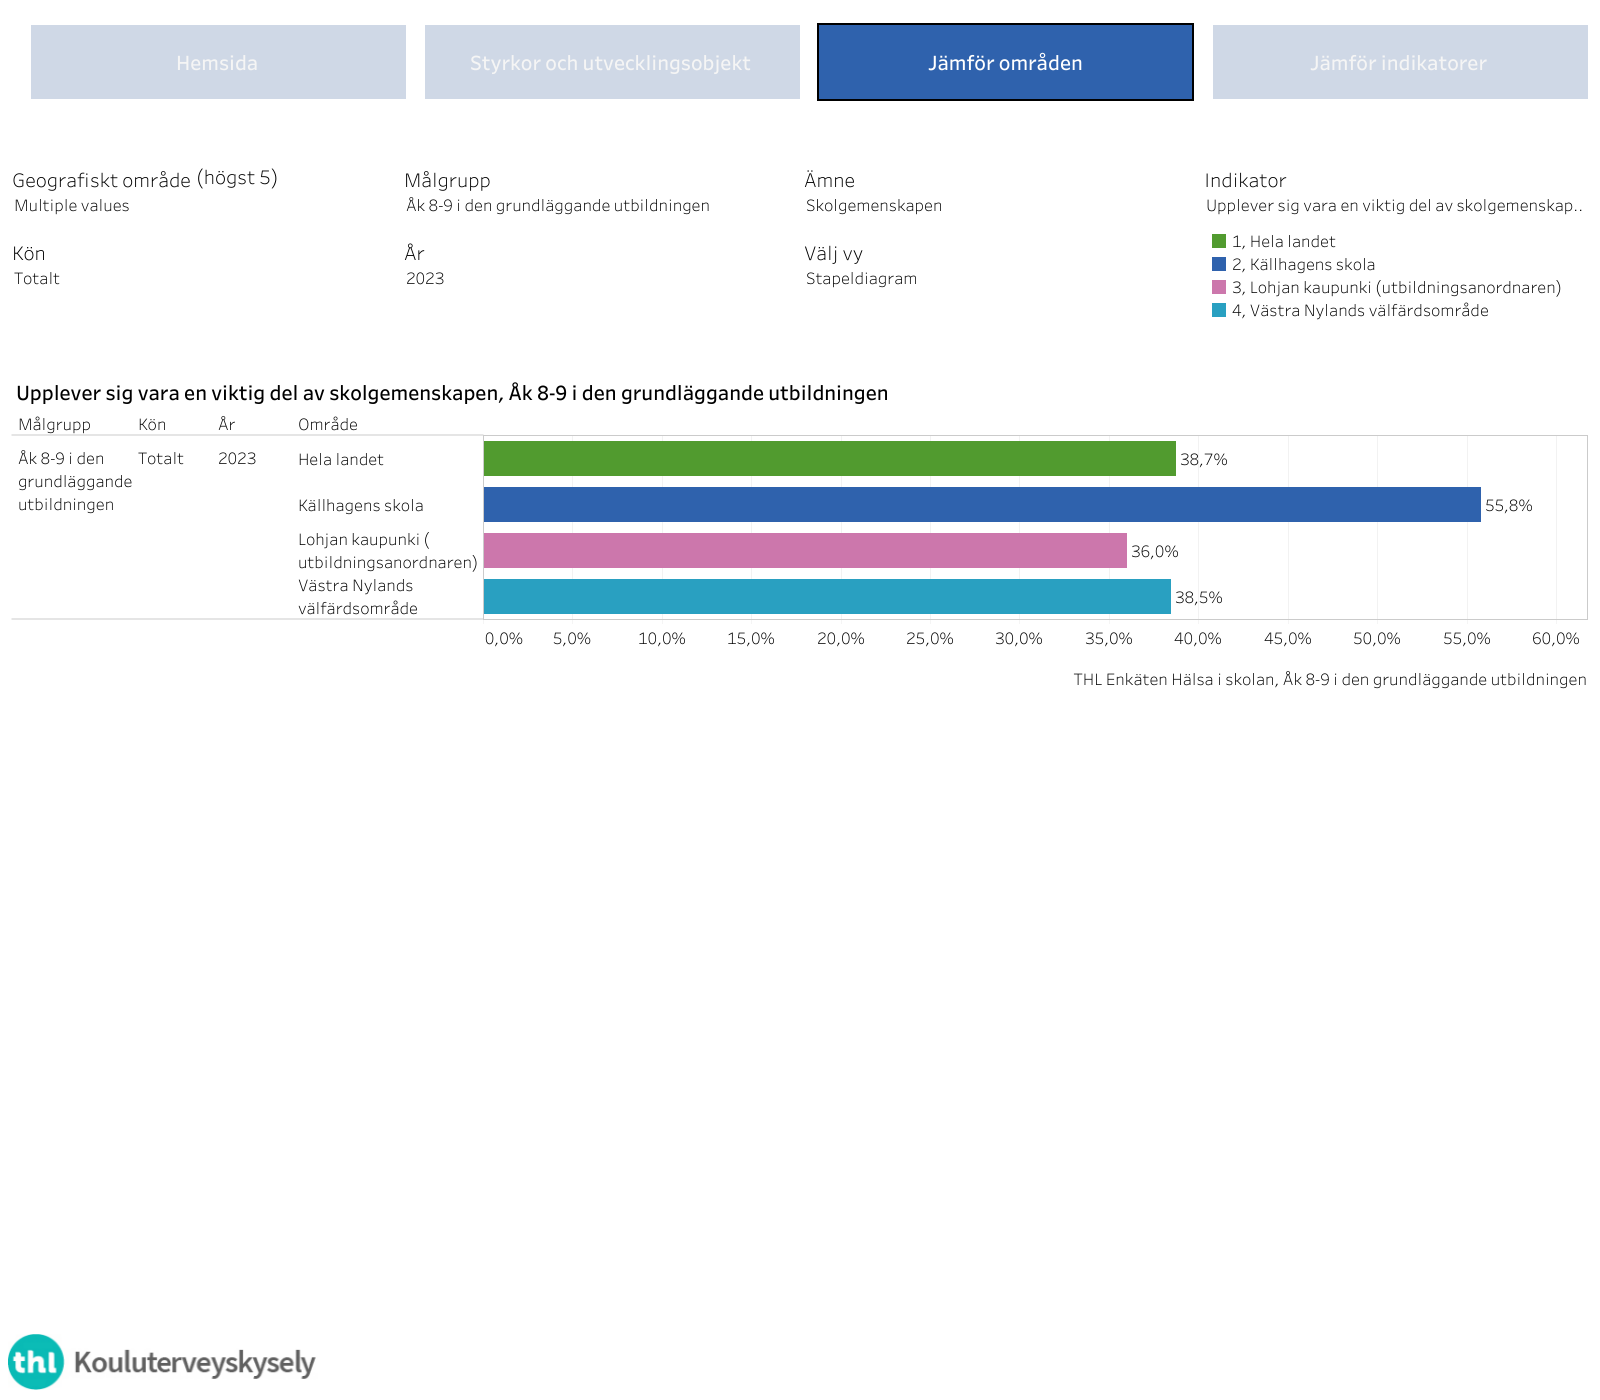 Hemsida
Styrkor och utvecklingsobjekt
Jämför områden
Jämför indikatorer
Geografiskt område (högst 5)
Multiple values
Målgrupp
Åk 8-9 i den grundläggande utbildningen
Ämne
Skolgemenskapen
Indikator
Upplever sig vara en viktig del av skolgemenskap..
Kön
Totalt
År
2023
Välj vy
Stapeldiagram
1, Hela landet
2, Källhagens skola
3, Lohjan kaupunki (utbildningsanordnaren)
4, Västra Nylands välfärdsområde
Upplever sig vara en viktig del av skolgemenskapen, Åk 8-9 i den grundläggande utbildningen
Målgrupp Kön År Område
Åk 8-9 i den
grundläggande
utbildningen
Totalt
2023
Hela landet
38,7%
Källhagens skola
55,8%
Lohjan kaupunki (
utbildningsanordnaren)
36,0%
Västra Nylands
välfärdsområde
38,5%
0,0% 5,0% 10,0% 15,0% 20,0% 25,0% 30,0% 35,0% 40,0% 45,0% 50,0% 55,0% 60,0%
THL Enkäten Hälsa i skolan, Åk 8-9 i den grundläggande utbildningen
thl Kouluterveyskysely